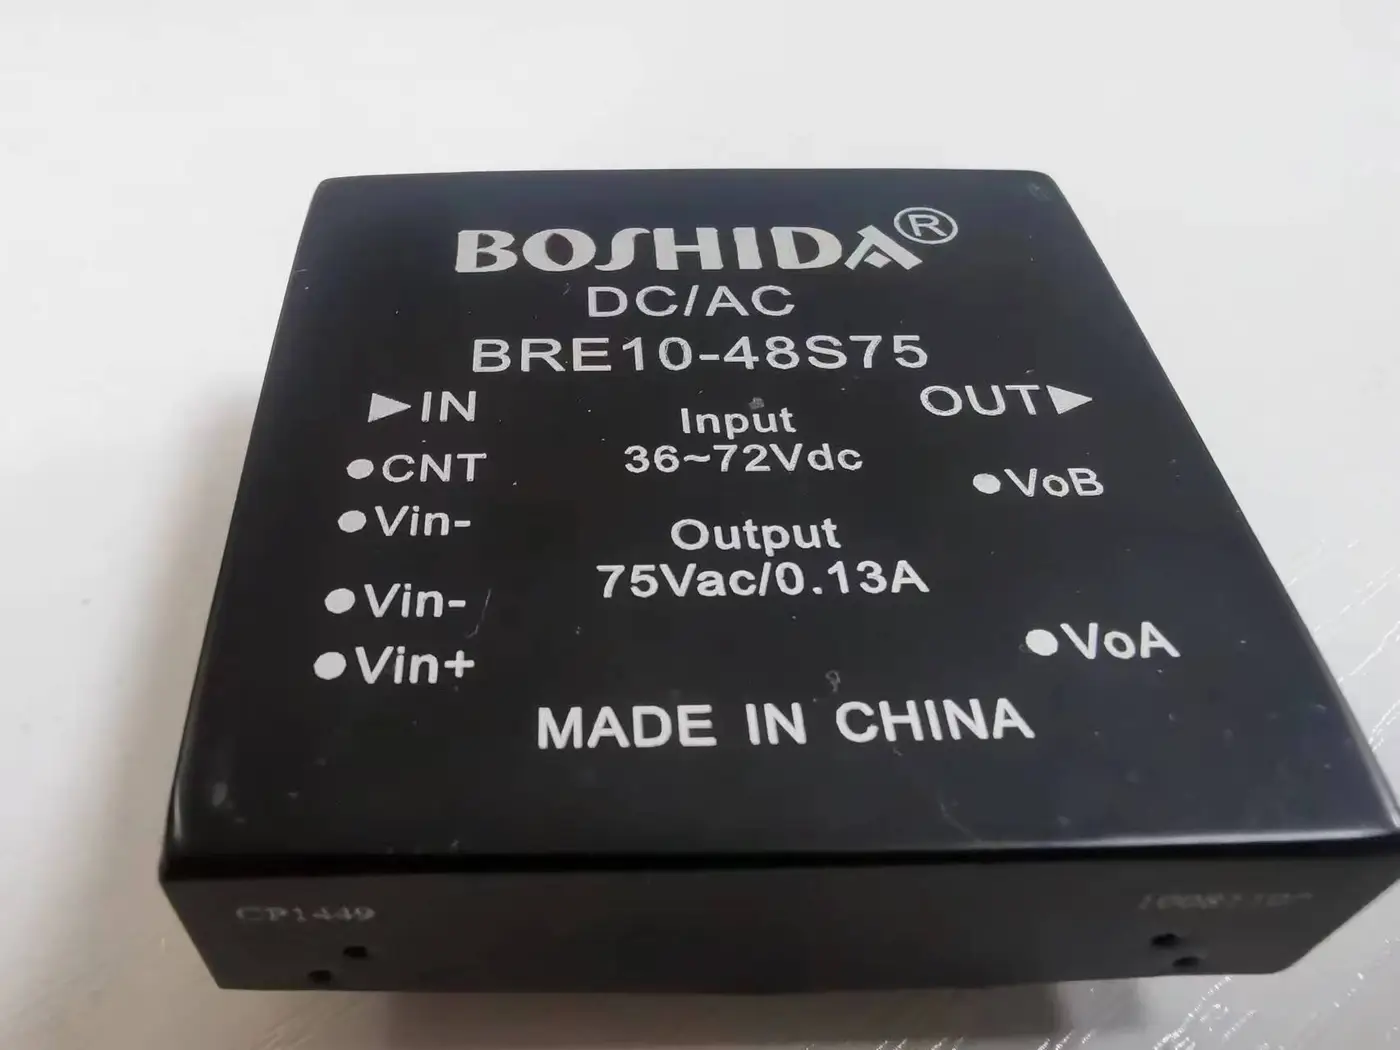 BOSHIDA®
DC/AC
BRE10-48S75
▶IN
OUT▶
Input
36~72Vdc
●CNT
●VoB
●Vin-
Output
75Vac/0.13A
●Vin-
●VoA
●Vin+
MADE IN CHINA
CP1449